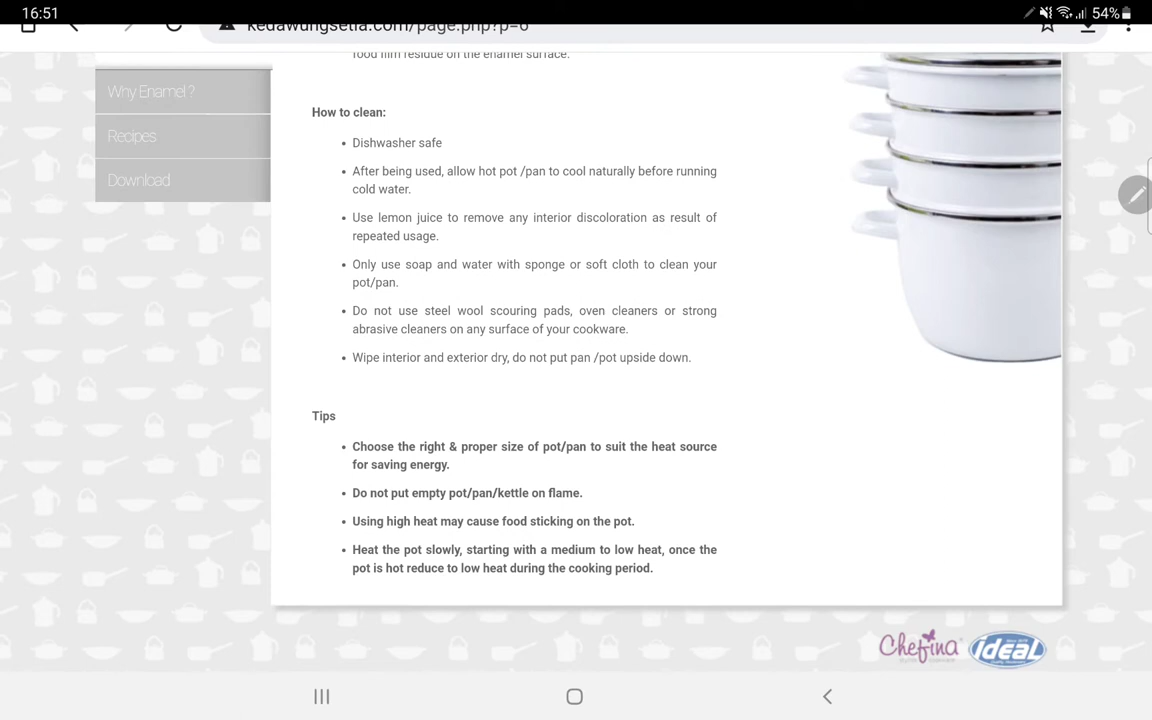 16:51
54%
kedawungsetia.com/page.php?p=6
food film residue on the enamel surface.
Why Enamel ?
Recipes
Download
How to clean:
• Dishwasher safe
• After being used, allow hot pot /pan to cool naturally before running
cold water.
• Use lemon juice to remove any interior discoloration as result of
repeated usage.
• Only use soap and water with sponge or soft cloth to clean your
pot/pan.
• Do not use steel wool scouring pads, oven cleaners or strong
abrasive cleaners on any surface of your cookware.
• Wipe interior and exterior dry, do not put pan /pot upside down.
Tips
• Choose the right & proper size of pot/pan to suit the heat source
for saving energy.
• Do not put empty pot/pan/kettle on flame.
• Using high heat may cause food sticking on the pot.
• Heat the pot slowly, starting with a medium to low heat, once the
pot is hot reduce to low heat during the cooking period.
Chefina
ideal